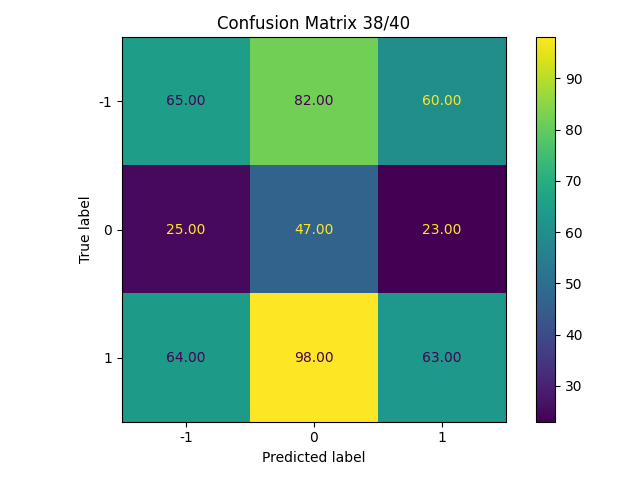 Confusion Matrix 38/40
True label
-1 65.00 82.00 60.00
0 25.00 47.00 23.00
1 64.00 98.00 63.00
-1 0 1
Predicted label
90
80
70
60
50
40
30